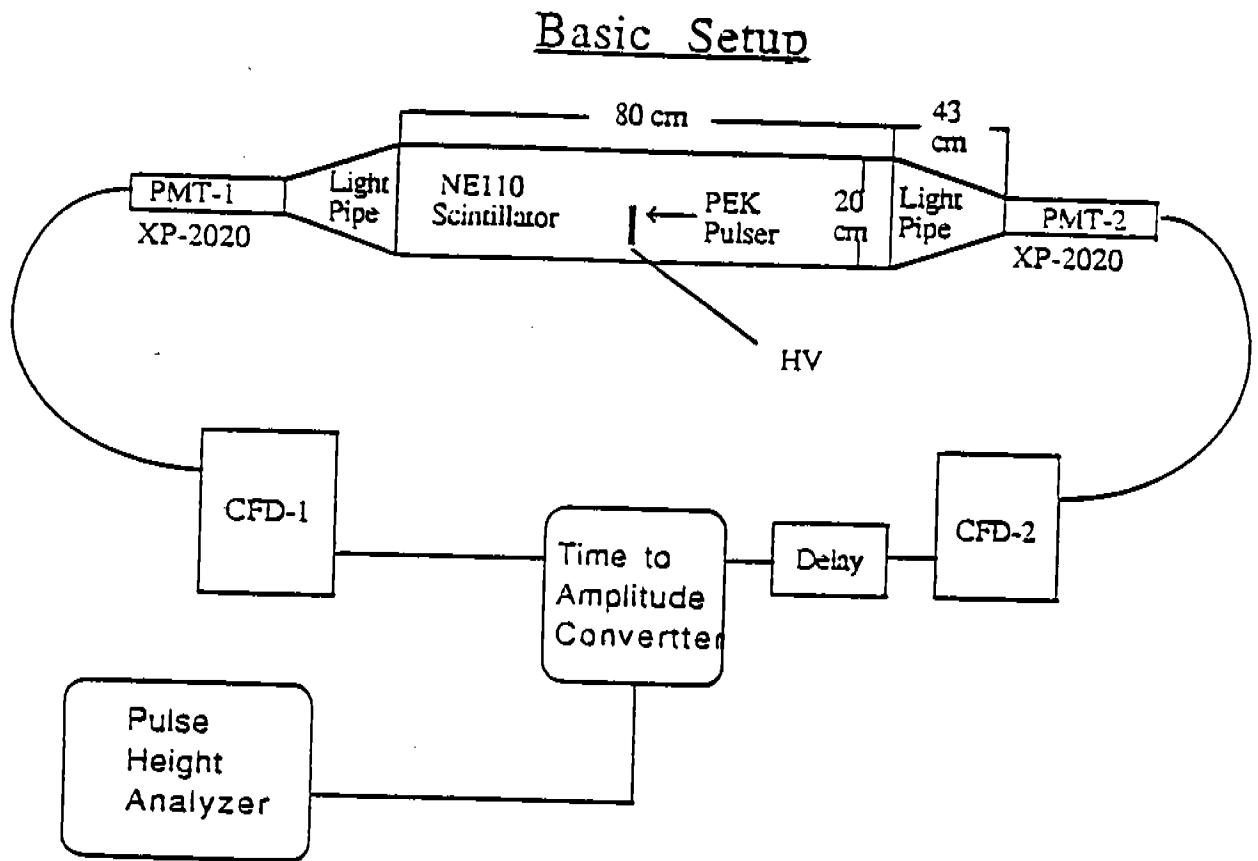 Basic Setup
80 cm
43
cm
PMT-1
XP-2020
Light
Pipe
NE110
Scintillator
PEK
Pulser
20
cm
Light
Pipe
PMT-2
XP-2020
HV
CFD-1
Time to
Amplitude
Convertter
Delay
CFD-2
Pulse
Height
Analyzer